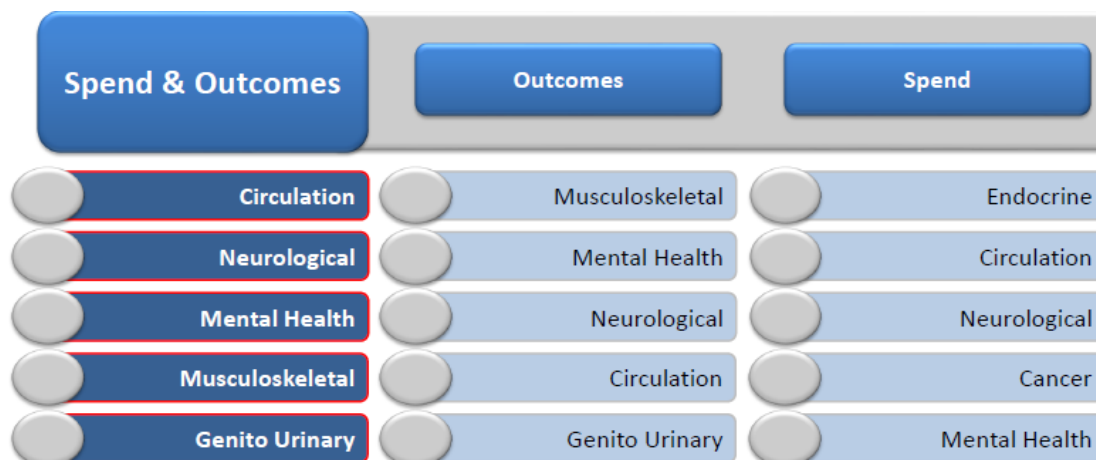 Spend & Outcomes
Outcomes
Spend
Circulation
Musculoskeletal
Endocrine
Neurological
Mental Health
Circulation
Mental Health
Neurological
Neurological
Musculoskeletal
Circulation
Cancer
Genito Urinary
Genito Urinary
Mental Health